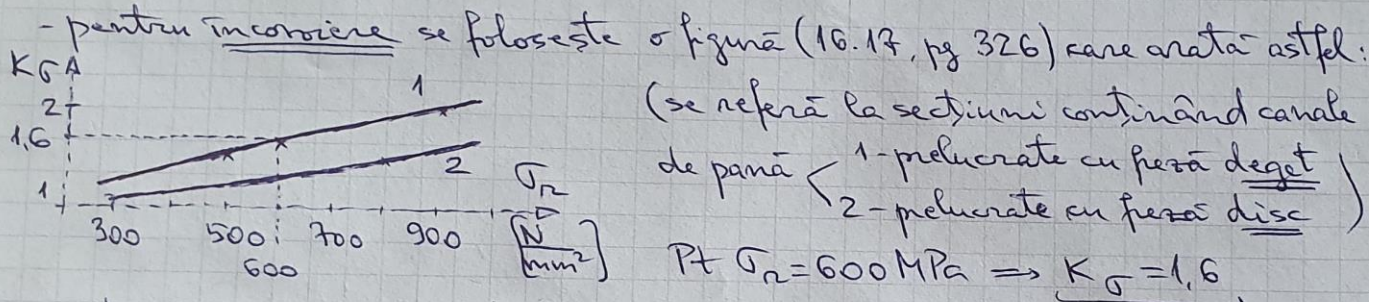 - pentru încovoiere se folosește o figură (16.17, pg 326) care arată astfel:
Kσ
2
1,6
1
1
2
σr
[N/mm²]
300 500 700 900
600
(se referă la secțiuni conținând canale
de pană < 1-prelucrate cu freză deget
2-prelucrate cu freză disc )
Pt σr = 600 MPa ⇒ Kσ = 1,6